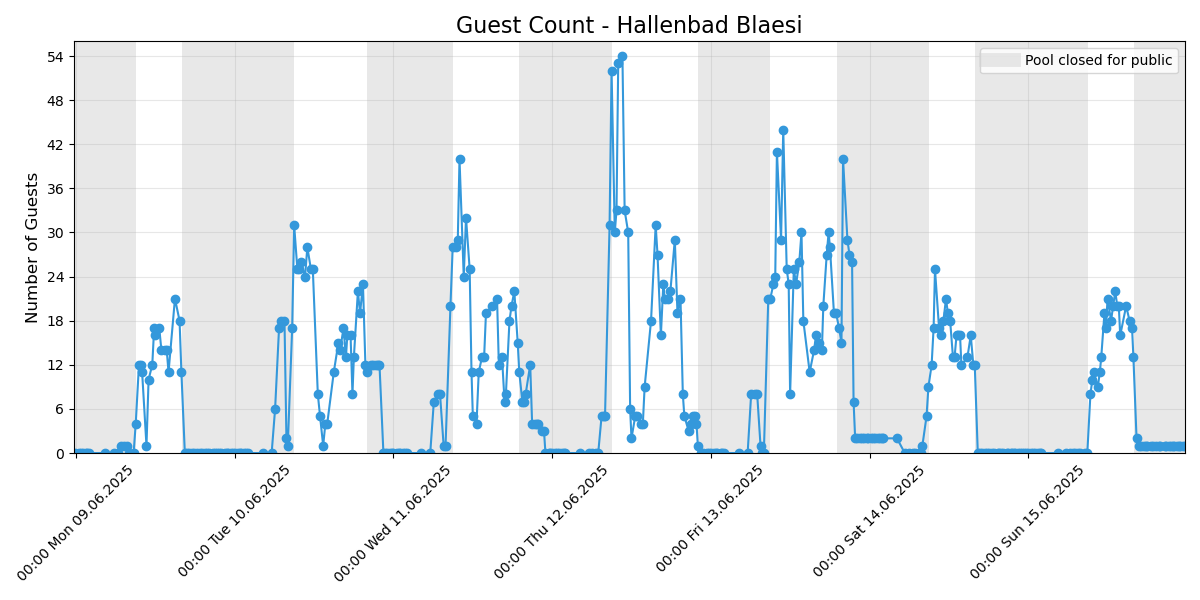 Guest Count - Hallenbad Blaesi
Pool closed for public
Number of Guests
54
48
42
36
30
24
18
12
6
0
00:00 Mon 09.06.2025
00:00 Tue 10.06.2025
00:00 Wed 11.06.2025
00:00 Thu 12.06.2025
00:00 Fri 13.06.2025
00:00 Sat 14.06.2025
00:00 Sun 15.06.2025